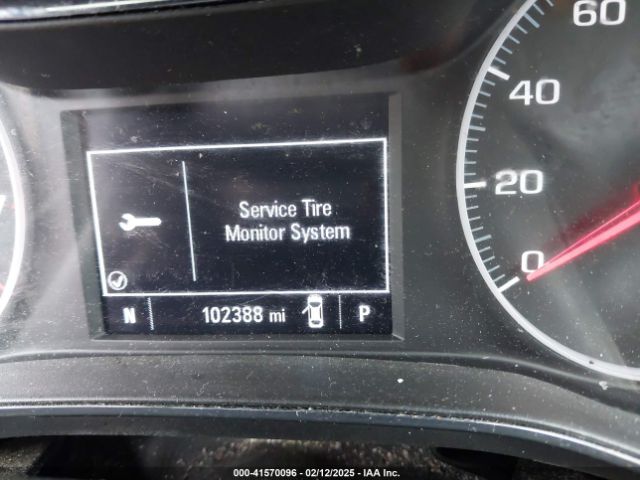 60
40
20
0
Service Tire
Monitor System
N 102388 mi P
000-41570096 - 02/12/2025 - IAA Inc.